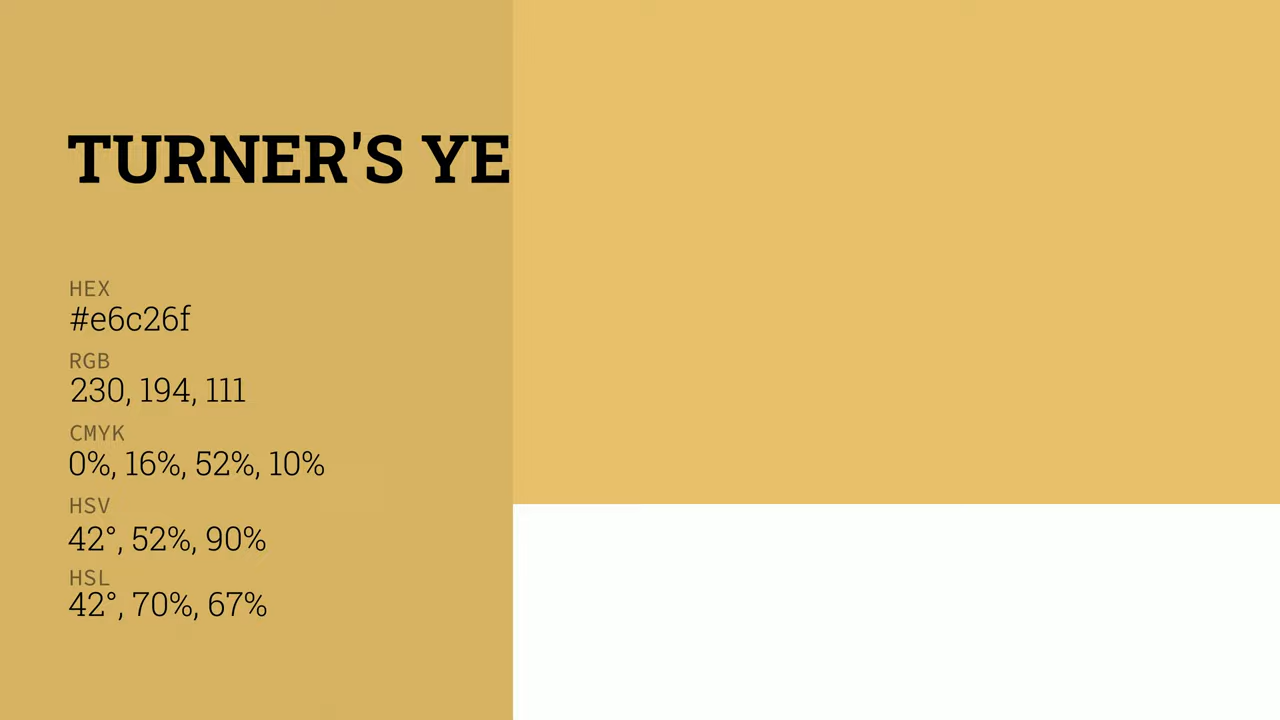 TURNER'S YE
HEX
#e6c26f
RGB
230, 194, 111
CMYK
0%, 16%, 52%, 10%
HSV
42°, 52%, 90%
HSL
42°, 70%, 67%